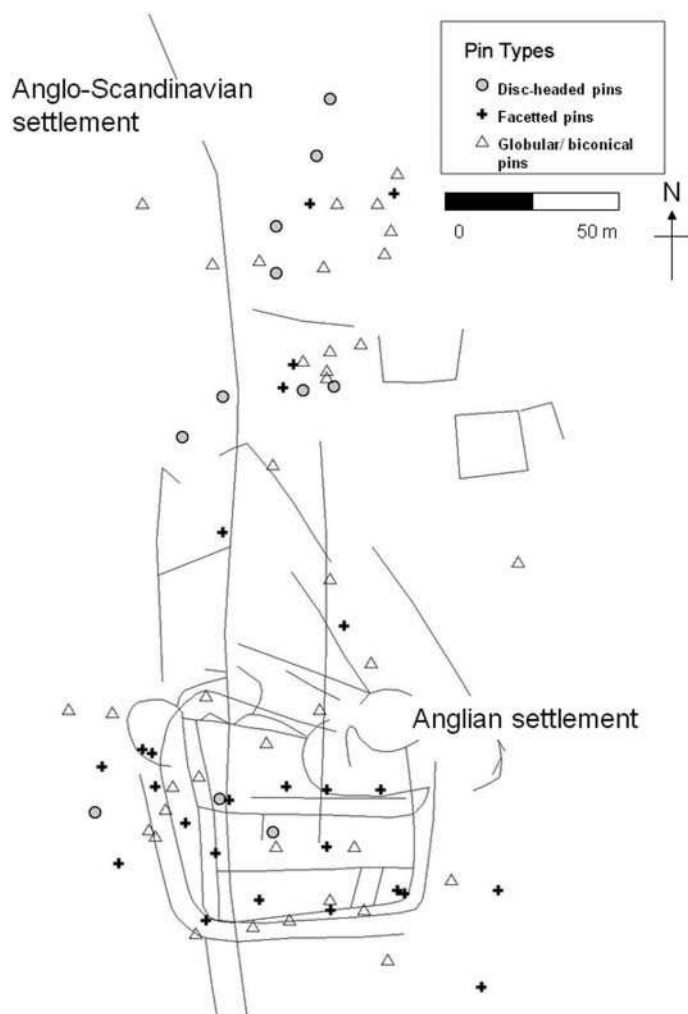 Anglo-Scandinavian
settlement
Pin Types
Disc-headed pins
Facetted pins
Globular/ biconical
pins
N
0 50 m
Anglian settlement